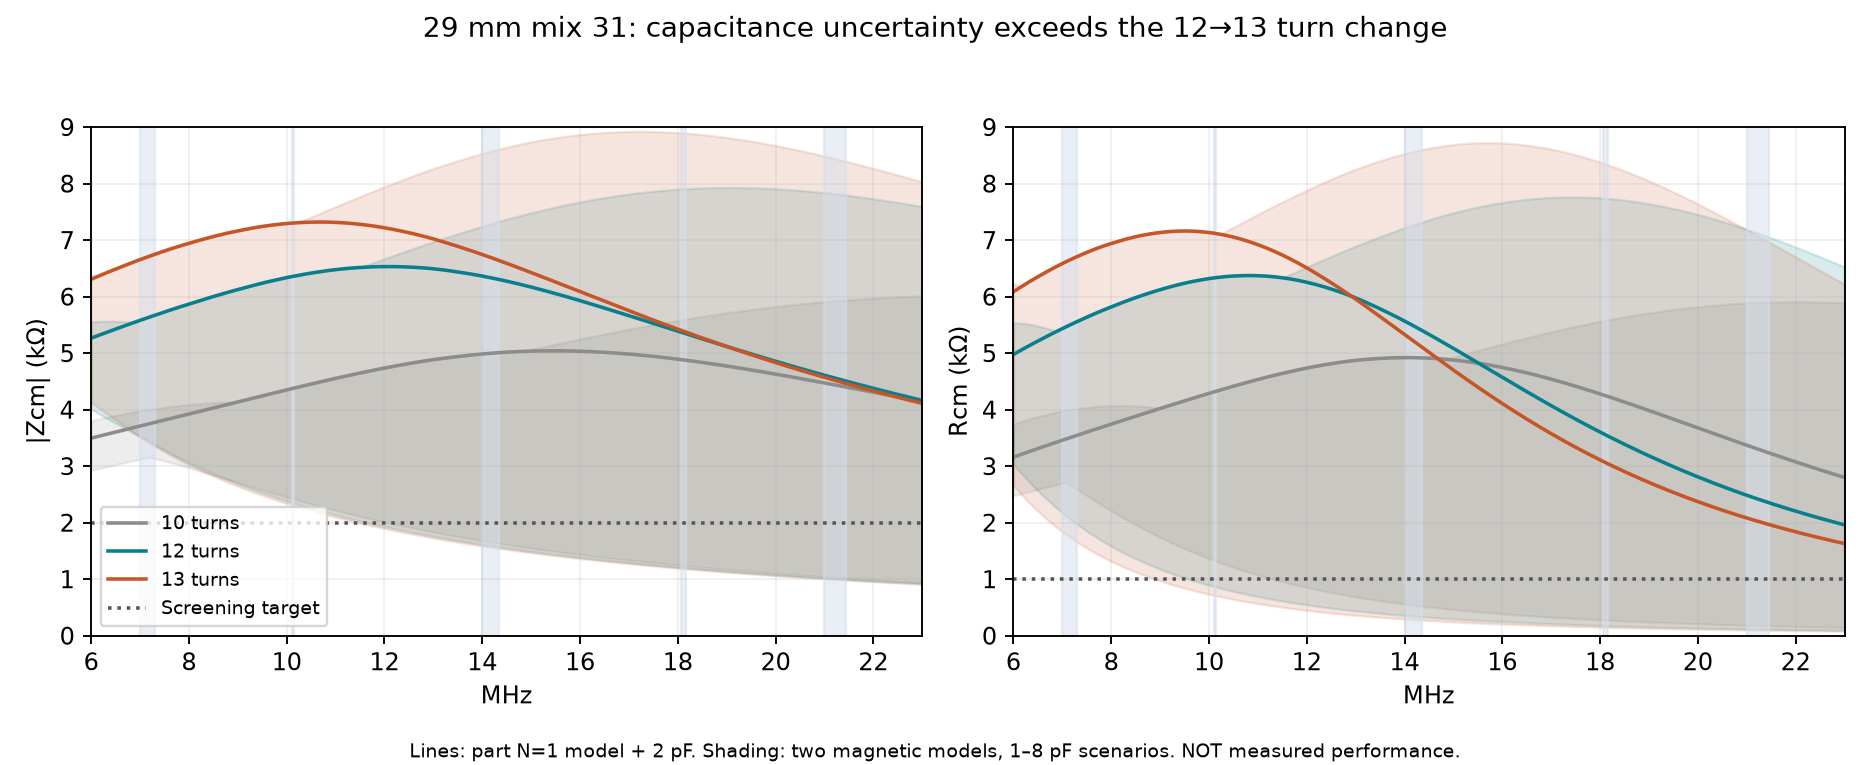 29 mm mix 31: capacitance uncertainty exceeds the 12→13 turn change
9
8
7
6
5
4
3
2
1
0
|Zcm| (kΩ)
10 turns
12 turns
13 turns
Screening target
6 8 10 12 14 16 18 20 22
MHz
9
8
7
6
5
4
3
2
1
0
Rcm (kΩ)
6 8 10 12 14 16 18 20 22
MHz
Lines: part N=1 model + 2 pF. Shading: two magnetic models, 1–8 pF scenarios. NOT measured performance.